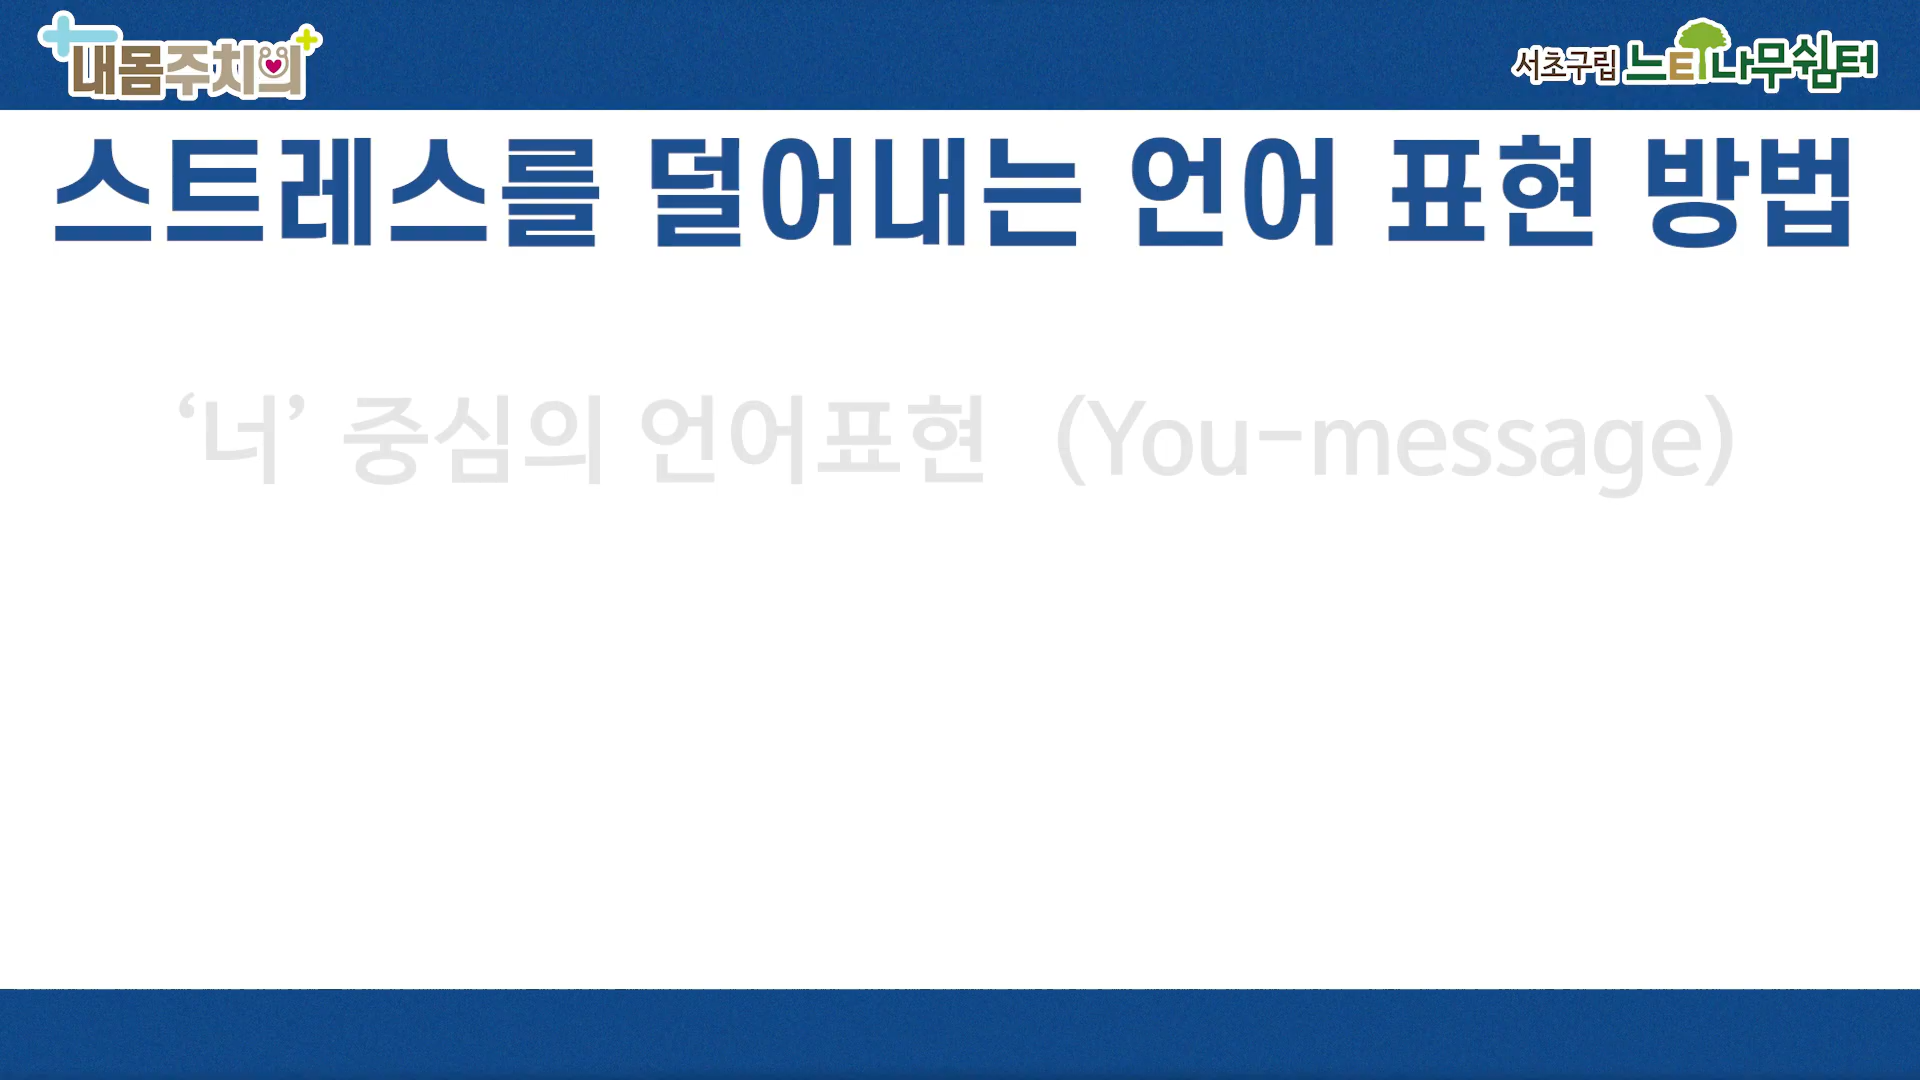 내몸주치의
서초구립 느티나무쉼터
스트레스를 덜어내는 언어 표현 방법
‘너’ 중심의 언어표현 (You-message)